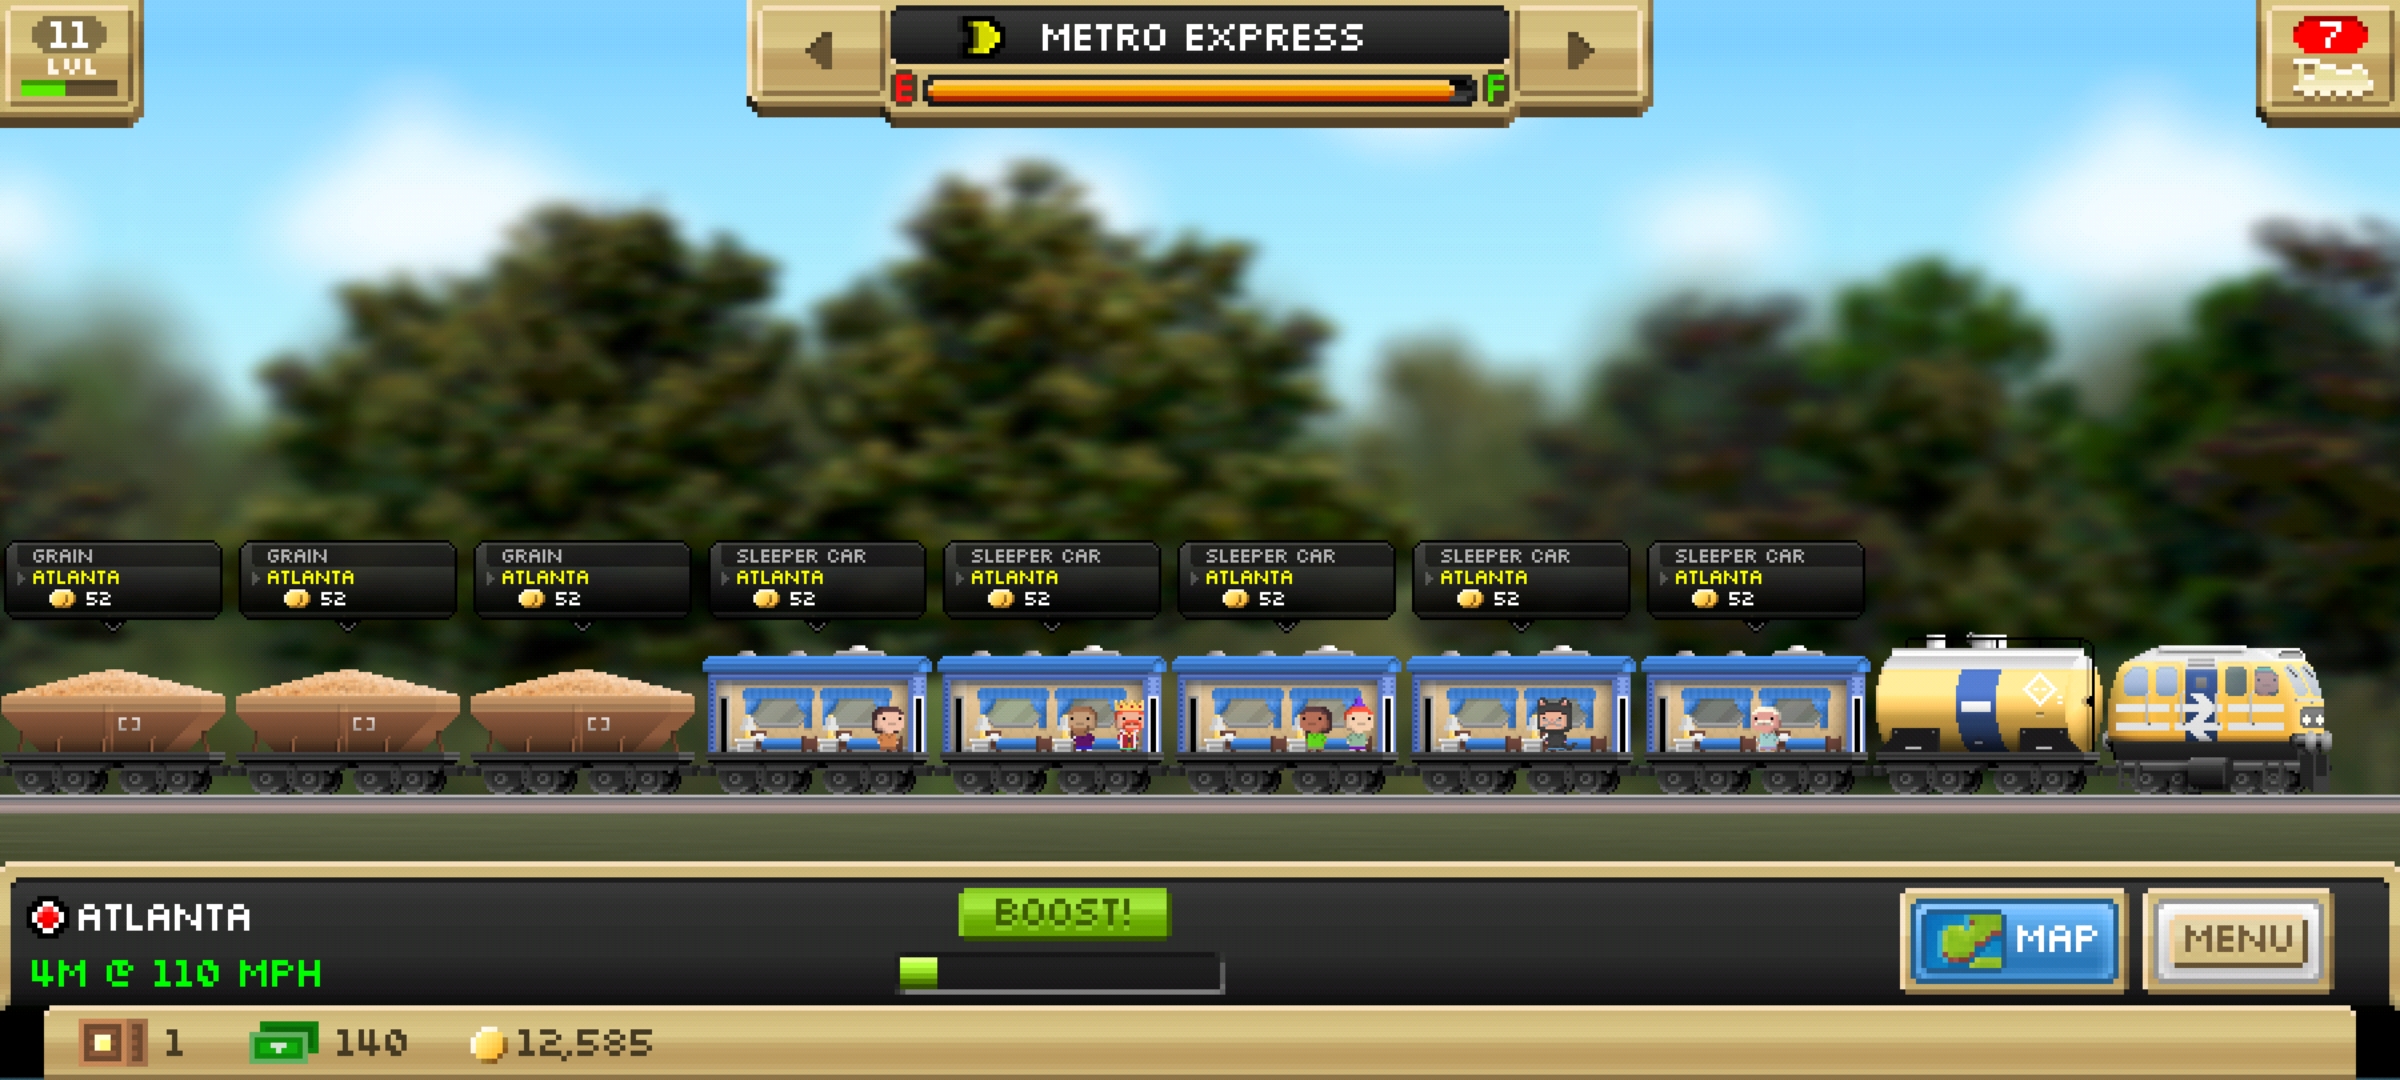 11
LVL
METRO EXPRESS
E F
7
GRAIN
ATLANTA
52
GRAIN
ATLANTA
52
GRAIN
ATLANTA
52
SLEEPER CAR
ATLANTA
52
SLEEPER CAR
ATLANTA
52
SLEEPER CAR
ATLANTA
52
SLEEPER CAR
ATLANTA
52
SLEEPER CAR
ATLANTA
52
ATLANTA
4M @ 110 MPH
BOOST!
MAP
MENU
1
140
12,585